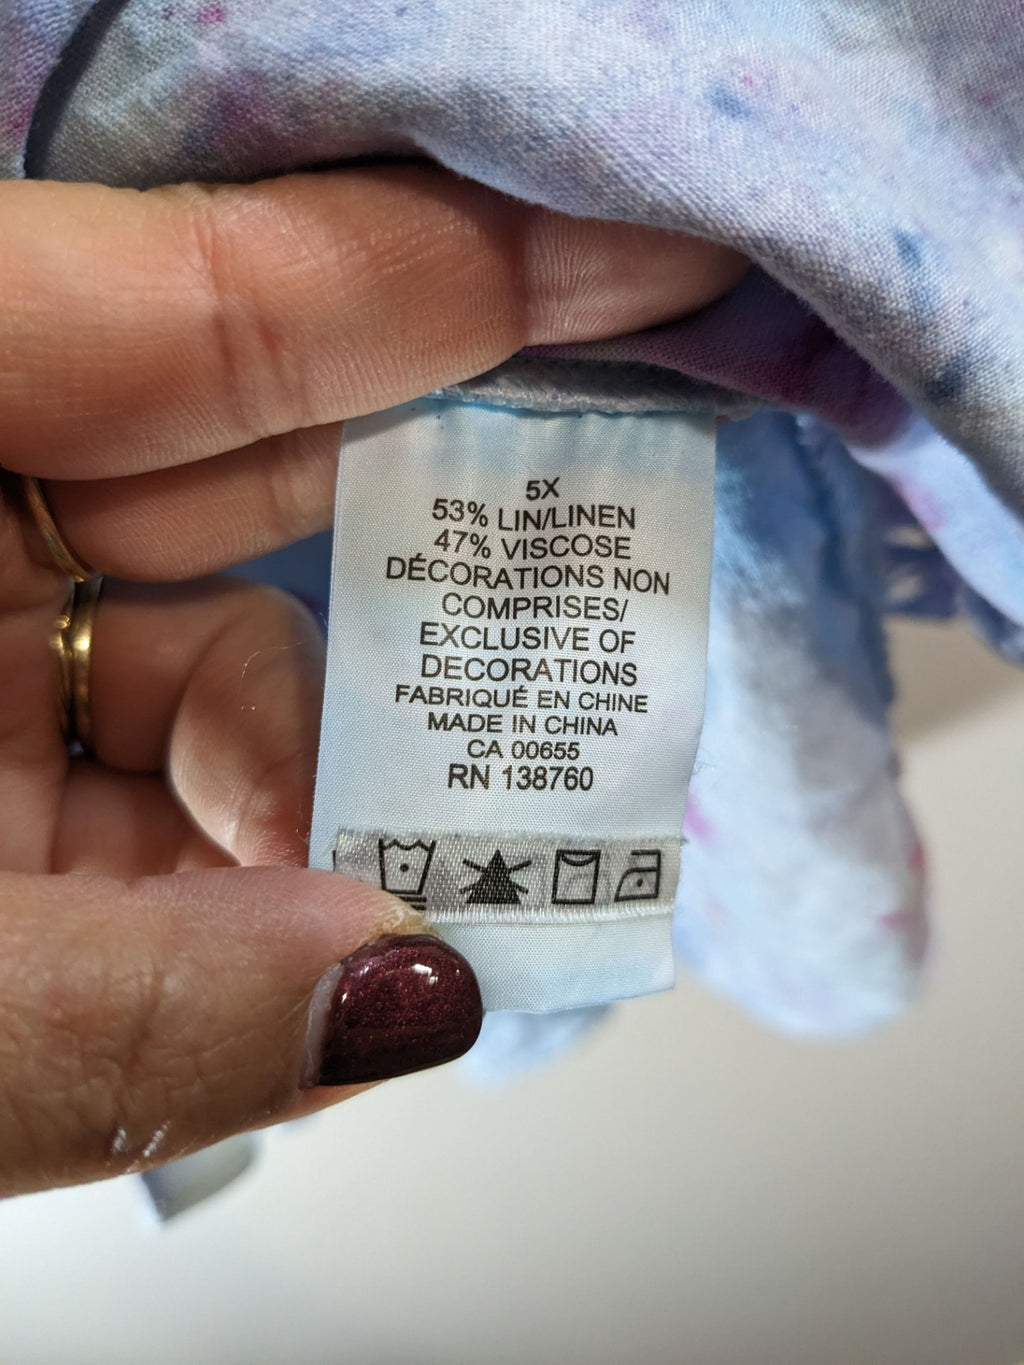 5X
53% LIN/LINEN
47% VISCOSE
DÉCORATIONS NON
COMPRISES/
EXCLUSIVE OF
DECORATIONS
FABRIQUÉ EN CHINE
MADE IN CHINA
CA 00655
RN 138760